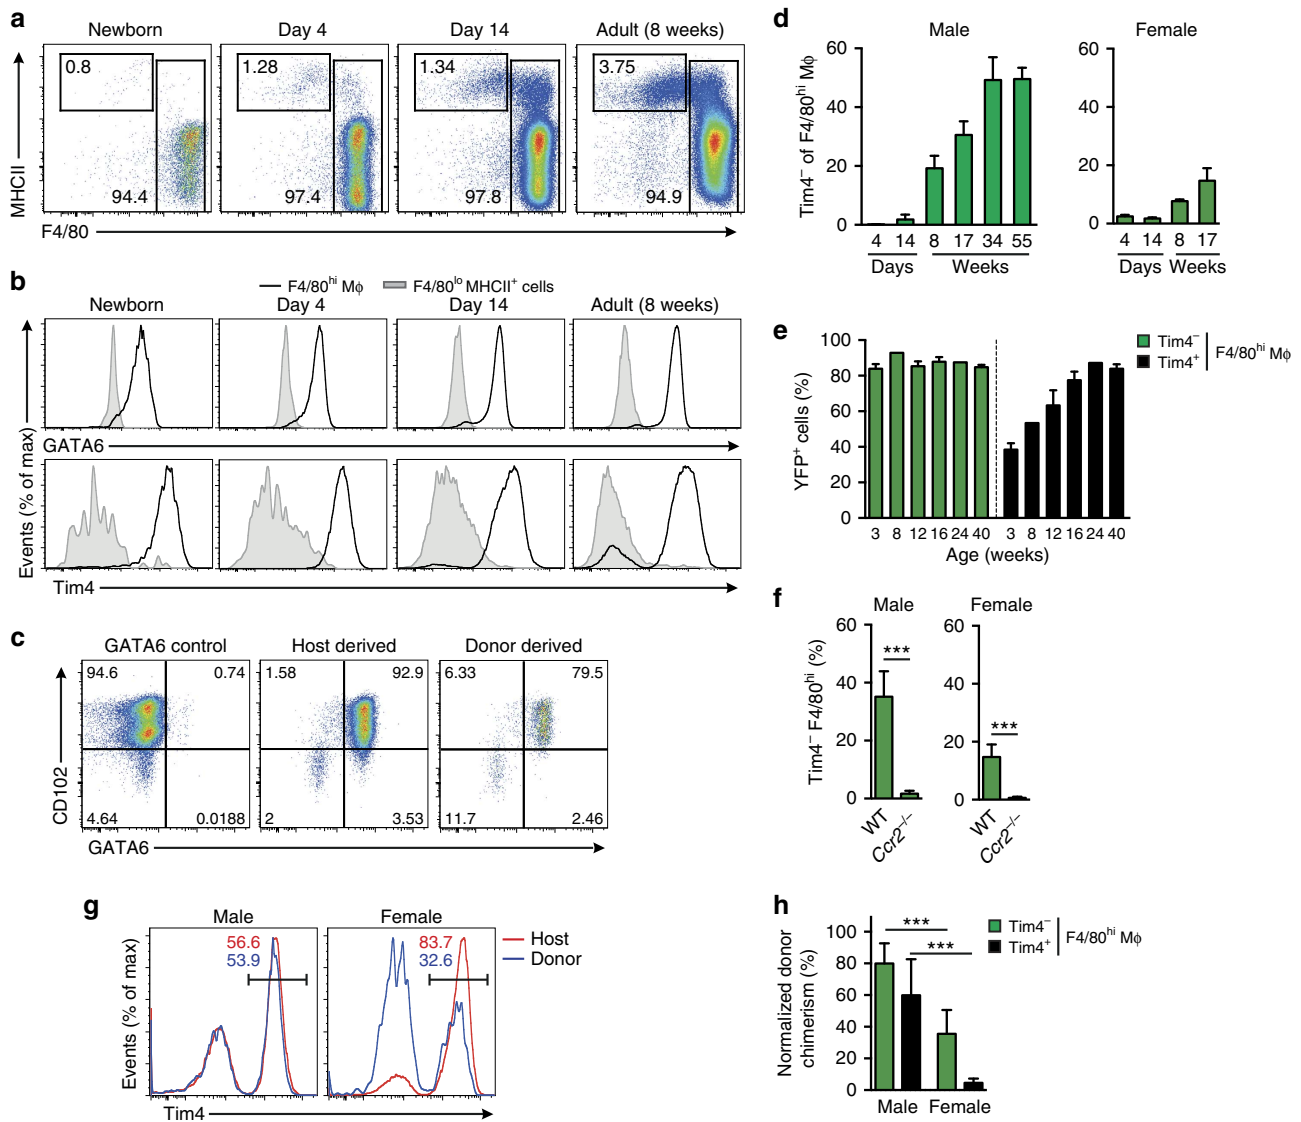 a
Newborn
Day 4
Day 14
Adult (8 weeks)
0.8
1.28
1.34
3.75
94.4
97.4
97.8
94.9
MHCII
F4/80
b
F4/80hi Mϕ
F4/80lo MHCII+ cells
Newborn
Day 4
Day 14
Adult (8 weeks)
GATA6
Events (% of max)
Tim4
c
GATA6 control
Host derived
Donor derived
94.6
0.74
1.58
92.9
6.33
79.5
4.64
0.0188
2
3.53
11.7
2.46
CD102
GATA6
d
Male
Female
Tim4− of F4/80hi Mϕ
60
40
20
0
4 14 8 17 34 55
Days
Weeks
60
40
20
0
4 14 8 17
Days
Weeks
e
Tim4−
Tim4+
F4/80hi Mϕ
YFP+ cells (%)
100
80
60
40
20
0
3 8 12 16 24 40 3 8 12 16 24 40
Age (weeks)
f
Male
Female
Tim4− F4/80hi (%)
60
40
20
0
***
WT
Ccr2−/−
60
40
20
0
***
WT
Ccr2−/−
g
Male
Female
56.6
53.9
83.7
32.6
Host
Donor
Events (% of max)
Tim4
h
Tim4−
Tim4+
F4/80hi Mϕ
Normalized donor
chimerism (%)
100
80
60
40
20
0
***
***
Male
Female